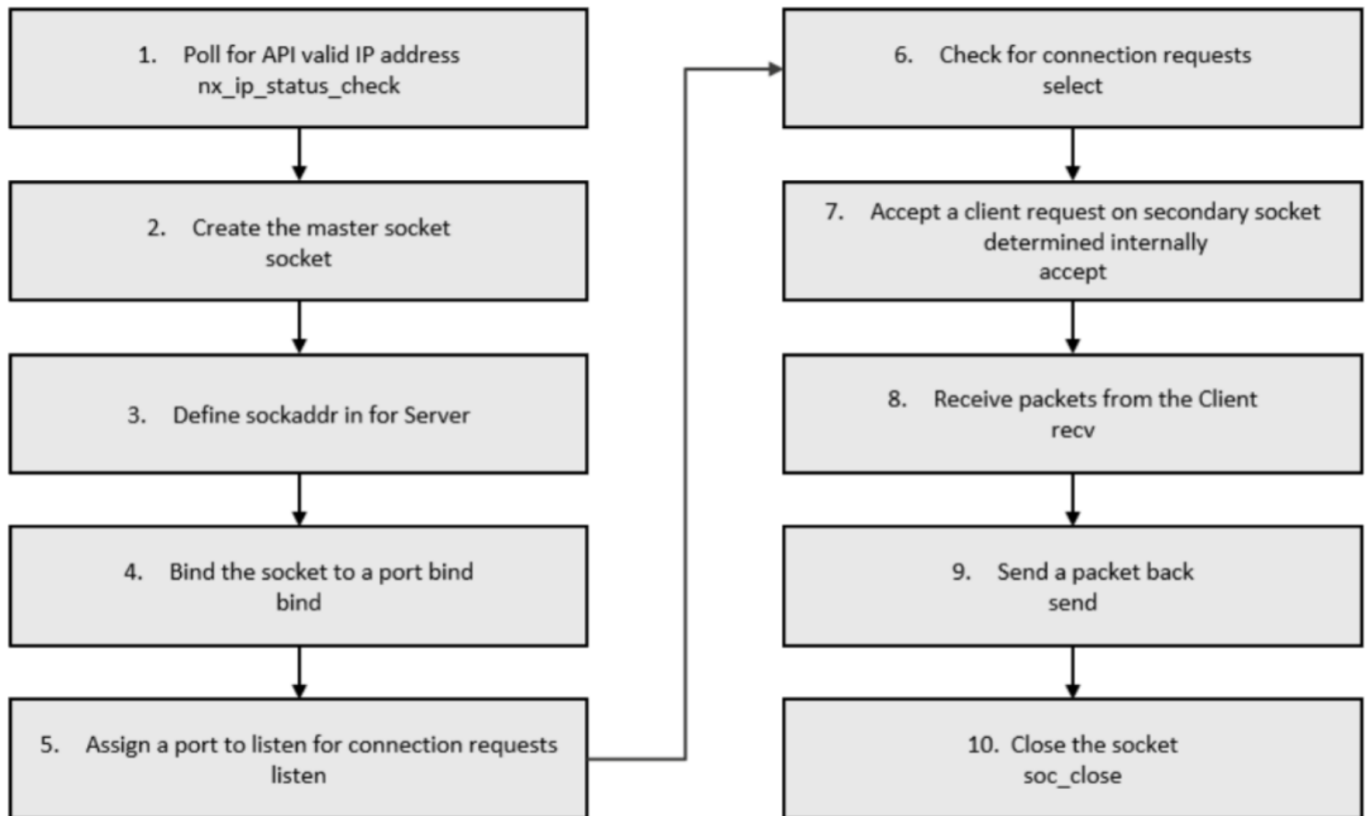 1. Poll for API valid IP address
nx_ip_status_check
2. Create the master socket
socket
3. Define sockaddr in for Server
4. Bind the socket to a port bind
bind
5. Assign a port to listen for connection requests
listen
6. Check for connection requests
select
7. Accept a client request on secondary socket
determined internally
accept
8. Receive packets from the Client
recv
9. Send a packet back
send
10. Close the socket
soc_close